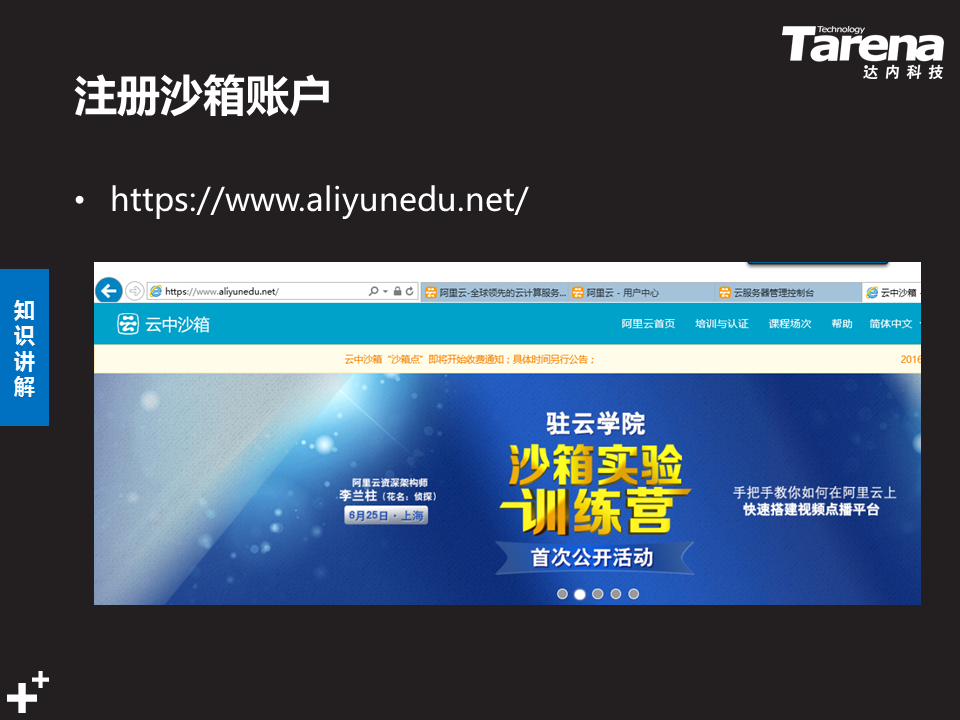 Technology
Tarena
达内科技
注册沙箱账户
• https://www.aliyunedu.net/
知识讲解
https://www.aliyunedu.net/
阿里云-全球领先的云计算服务...
阿里云 - 用户中心
云服务器管理控制台
云中沙箱 -
云中沙箱
阿里云首页 培训与认证 课程场次 帮助 简体中文
云中沙箱“沙箱点”即将开始收费通知；具体时间另行公告；
2016
驻云学院
沙箱实验
训练营
首次公开活动
阿里云资深架构师
李兰柱（花名：侦探）
6月25日 · 上海
手把手教你如何在阿里云上
快速搭建视频点播平台